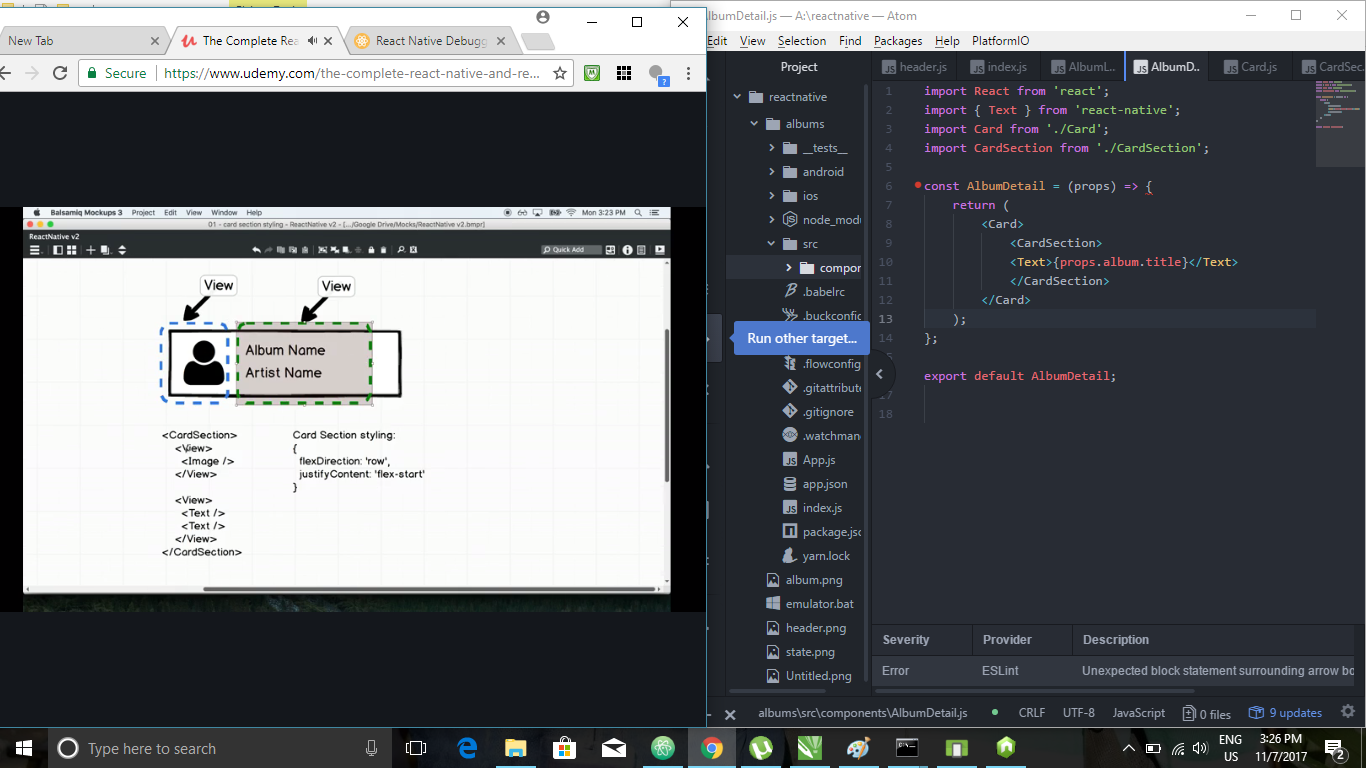 New Tab
The Complete Rea
React Native Debugg
Secure
https://www.udemy.com/the-complete-react-native-and-re...
?
Balsamiq Mockups 3 Project Edit View Window Help
Mon 3:23 PM
01 - card section styling - ReactNative v2 - [.../Google Drive/Mocks/ReactNative v2.bmpr]
ReactNative v2
Quick Add
View
View
Album Name
Artist Name
<CardSection>
<View>
<Image />
</View>
<View>
<Text />
<Text />
</View>
</CardSection>
Card Section styling:
{
flexDirection: 'row',
justifyContent: 'flex-start'
}
lbumDetail.js — A:\reactnative — Atom
Edit View Selection Find Packages Help PlatformIO
Project
reactnative
albums
__tests__
android
ios
node_modu
src
compor
.babelrc
.buckconfig
Run other target...
.flowconfig
.gitattribute
.gitignore
.watchman
App.js
app.json
index.js
package.jso
yarn.lock
album.png
emulator.bat
header.png
state.png
Untitled.png
header.js
index.js
AlbumL..
AlbumD..
Card.js
CardSec.
1 import React from 'react';
2 import { Text } from 'react-native';
3 import Card from './Card';
4 import CardSection from './CardSection';
5
6 const AlbumDetail = (props) => {
7 return (
8 <Card>
9 <CardSection>
10 <Text>{props.album.title}</Text>
11 </CardSection>
12 </Card>
13 );
14 };
export default AlbumDetail;
17
18
Severity Provider Description
Error ESLint Unexpected block statement surrounding arrow bo
albums\src\components\AlbumDetail.js CRLF UTF-8 JavaScript 0 files 9 updates
Type here to search
ENG
US
3:26 PM
11/7/2017
2